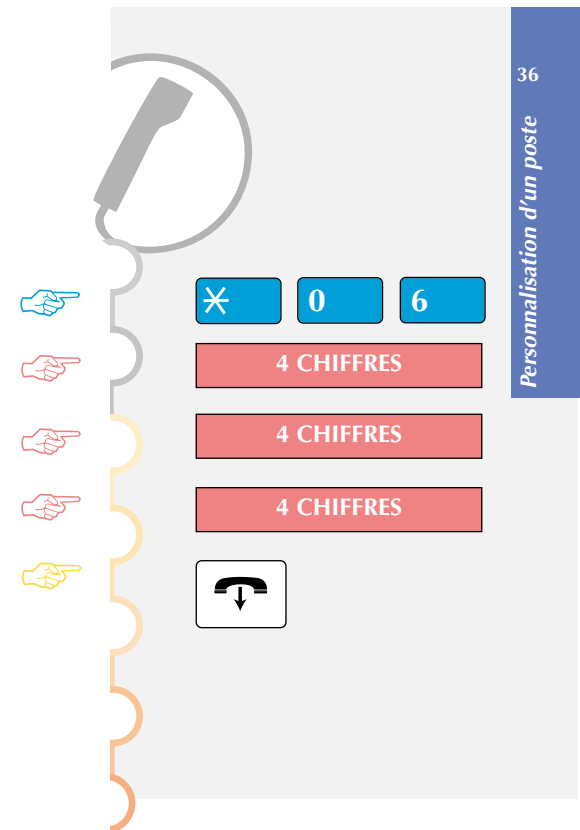 36
Personnalisation d'un poste
* 0 6
4 CHIFFRES
4 CHIFFRES
4 CHIFFRES